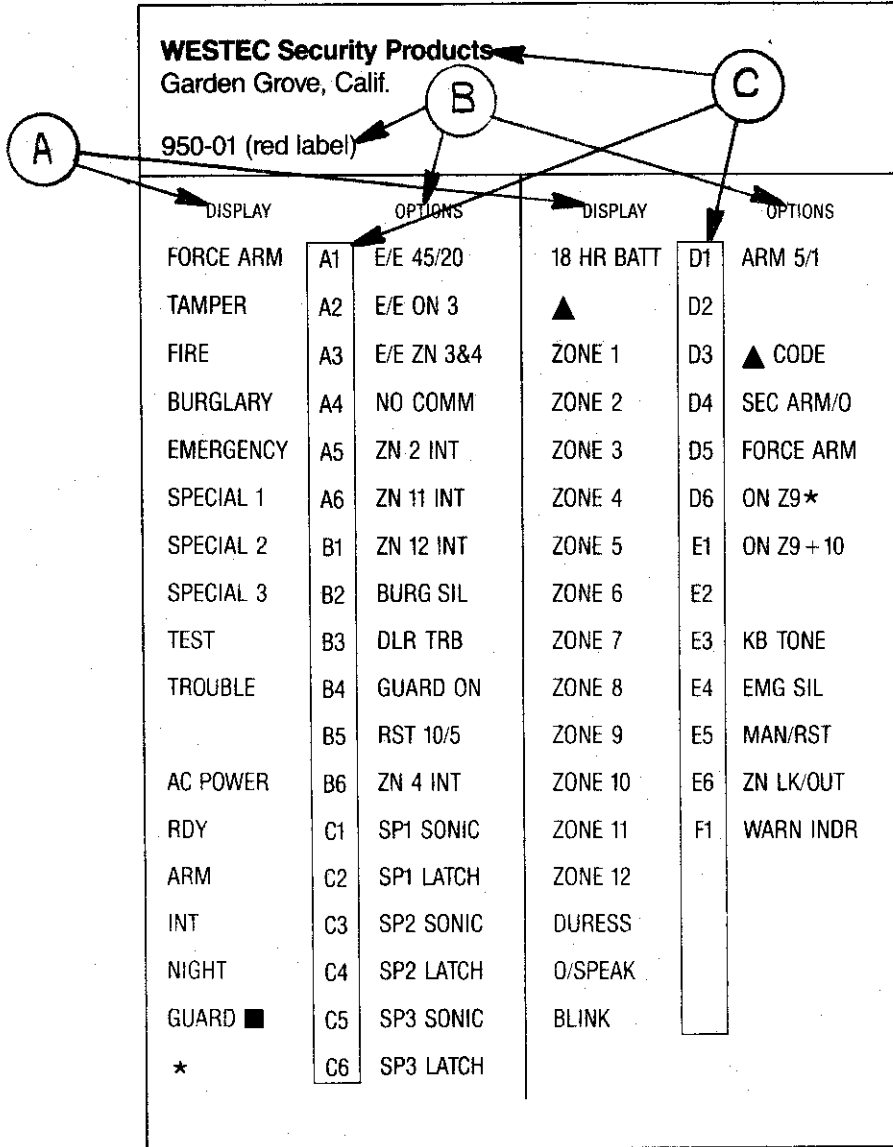 WESTEC Security Products
Garden Grove, Calif.
B
C
A
950-01 (red label)
DISPLAY OPTIONS DISPLAY OPTIONS
FORCE ARM A1 E/E 45/20 18 HR BATT D1 ARM 5/1
TAMPER A2 E/E ON 3 ▲ D2
FIRE A3 E/E ZN 3&4 ZONE 1 D3 ▲ CODE
BURGLARY A4 NO COMM ZONE 2 D4 SEC ARM/O
EMERGENCY A5 ZN 2 INT ZONE 3 D5 FORCE ARM
SPECIAL 1 A6 ZN 11 INT ZONE 4 D6 ON Z9★
SPECIAL 2 B1 ZN 12 INT ZONE 5 E1 ON Z9 + 10
SPECIAL 3 B2 BURG SIL ZONE 6 E2
TEST B3 DLR TRB ZONE 7 E3 KB TONE
TROUBLE B4 GUARD ON ZONE 8 E4 EMG SIL
B5 RST 10/5 ZONE 9 E5 MAN/RST
AC POWER B6 ZN 4 INT ZONE 10 E6 ZN LK/OUT
RDY C1 SP1 SONIC ZONE 11 F1 WARN INDR
ARM C2 SP1 LATCH ZONE 12
INT C3 SP2 SONIC DURESS
NIGHT C4 SP2 LATCH O/SPEAK
GUARD ■ C5 SP3 SONIC BLINK
★ C6 SP3 LATCH